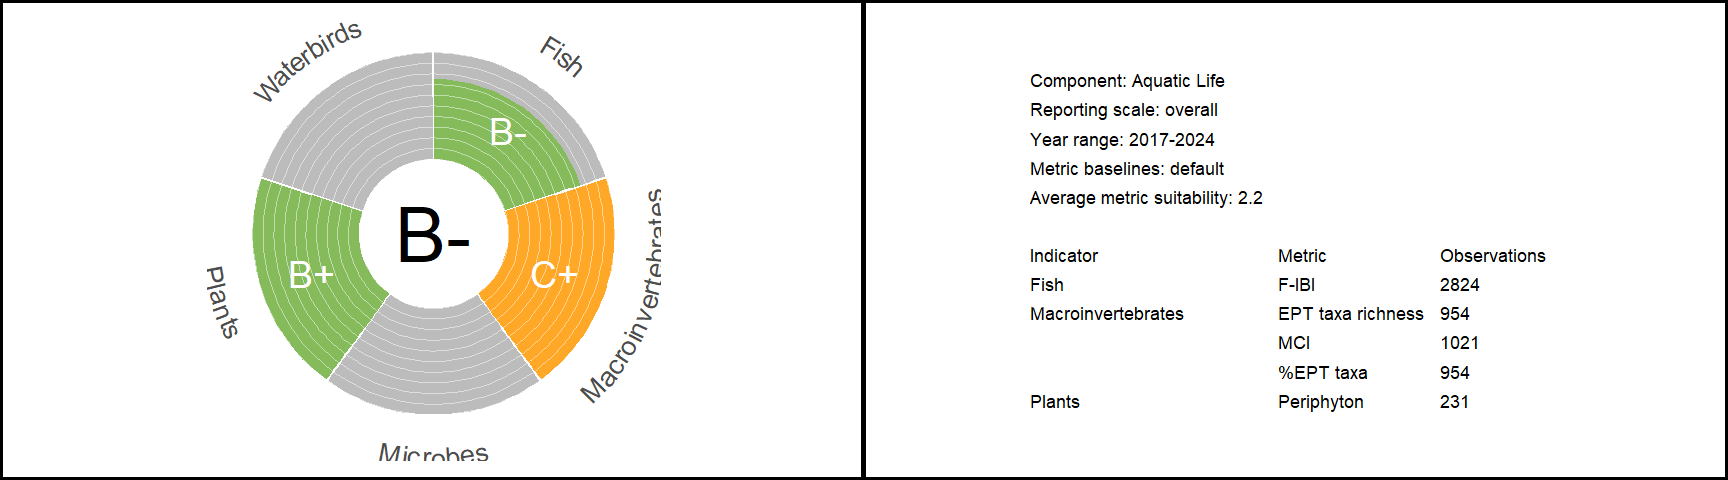 Waterbirds
Fish
B-
B-
B+
C+
Plants
Macroinvertebrates
Microbes
Component: Aquatic Life
Reporting scale: overall
Year range: 2017-2024
Metric baselines: default
Average metric suitability: 2.2
Indicator Metric Observations
Fish F-IBI 2824
Macroinvertebrates EPT taxa richness 954
MCI 1021
%EPT taxa 954
Plants Periphyton 231